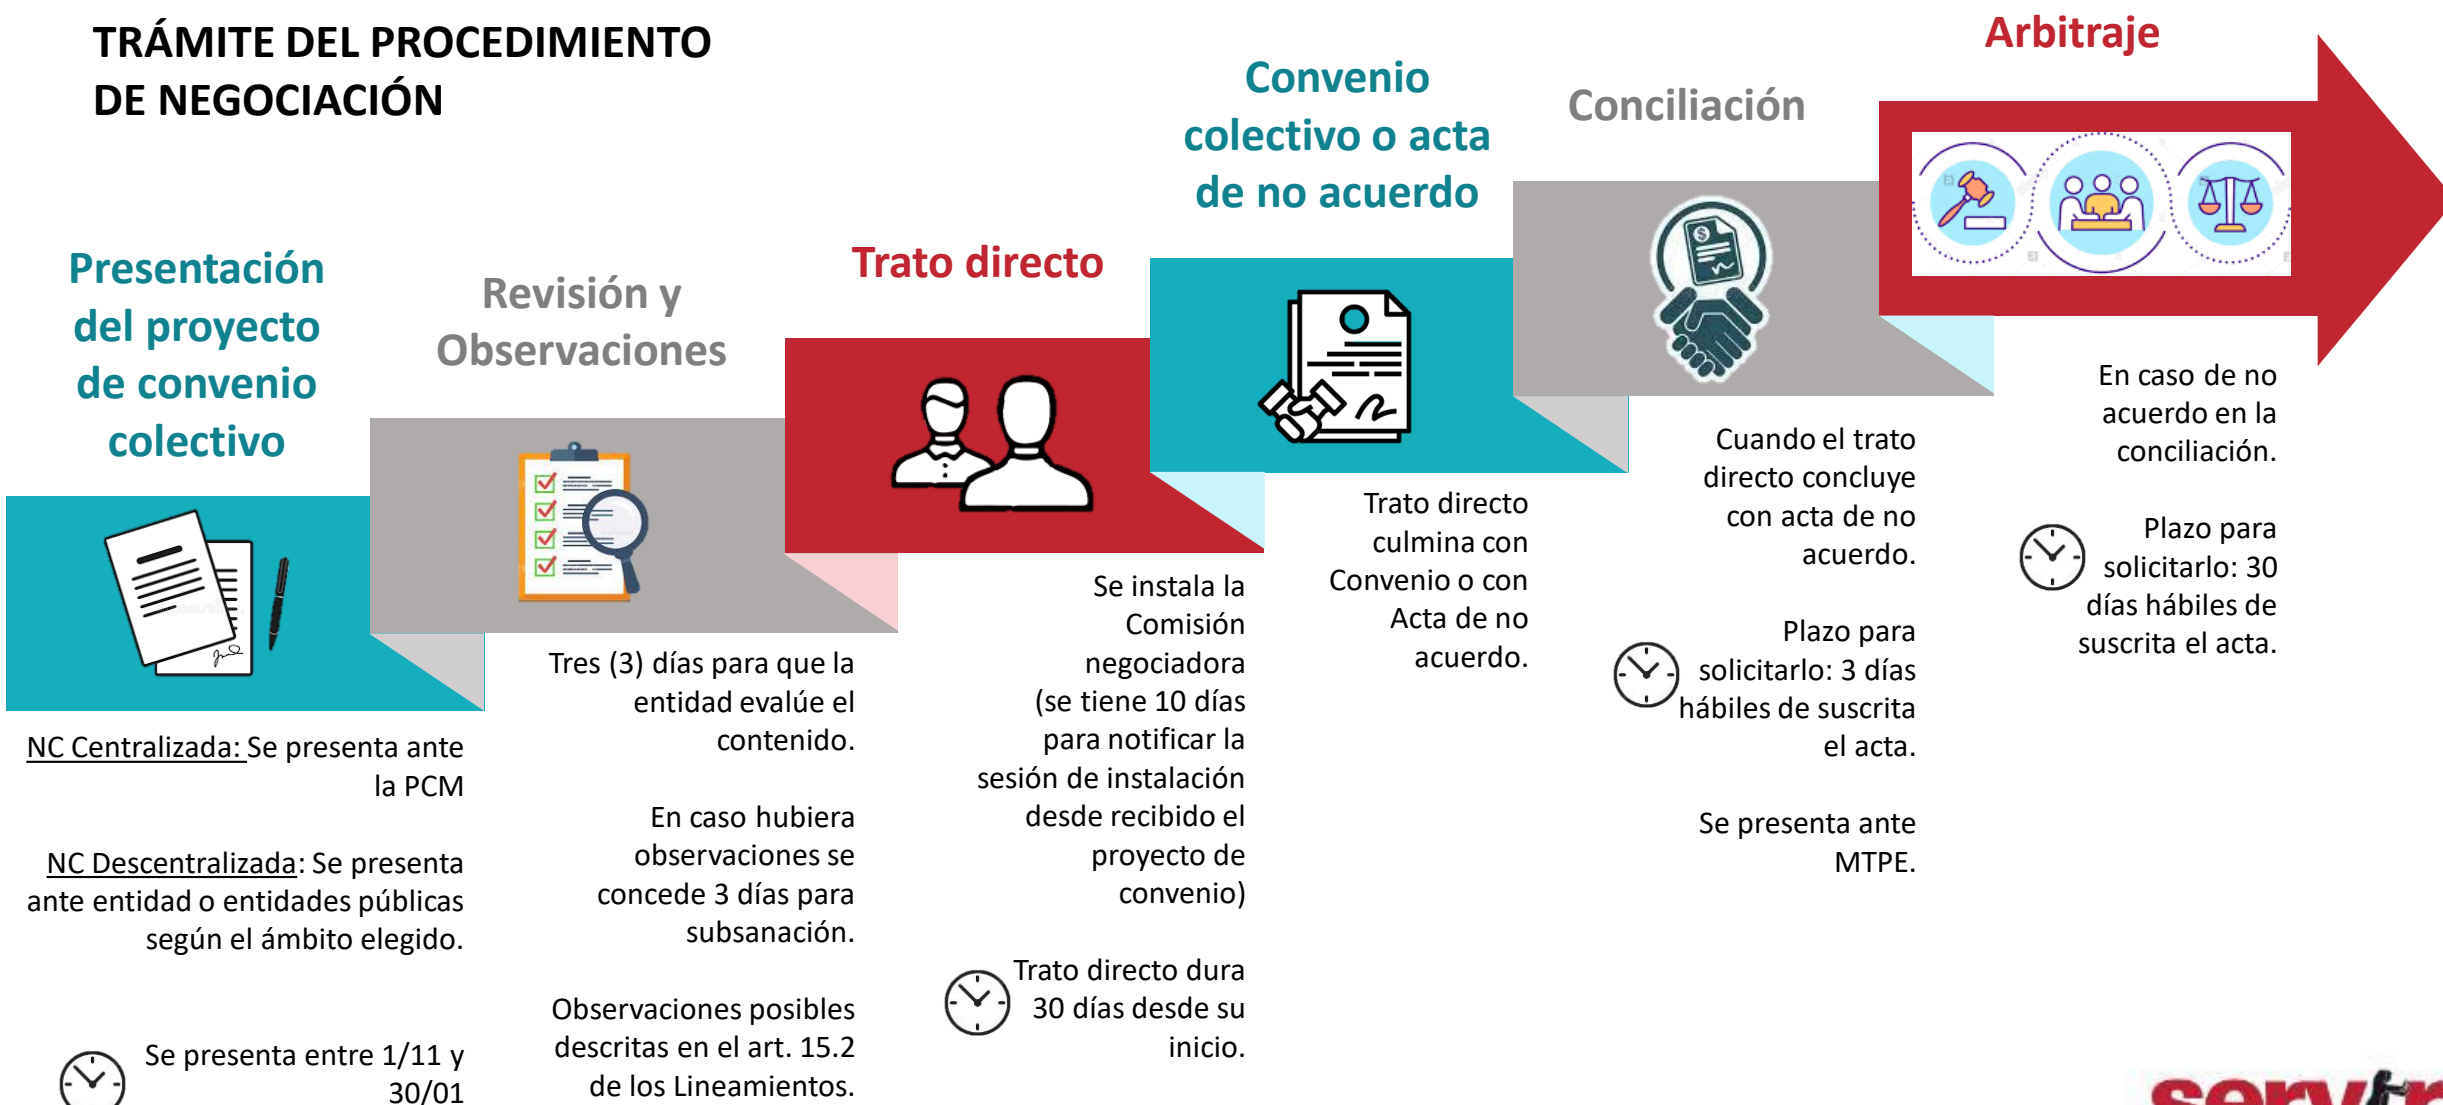 TRÁMITE DEL PROCEDIMIENTO
DE NEGOCIACIÓN
Presentación
del proyecto
de convenio
colectivo
NC Centralizada: Se presenta ante
la PCM
NC Descentralizada: Se presenta
ante entidad o entidades públicas
según el ámbito elegido.
Se presenta entre 1/11 y
30/01
Revisión y
Observaciones
Tres (3) días para que la
entidad evalúe el
contenido.
En caso hubiera
observaciones se
concede 3 días para
subsanación.
Observaciones posibles
descritas en el art. 15.2
de los Lineamientos.
Trato directo
Se instala la
Comisión
negociadora
(se tiene 10 días
para notificar la
sesión de instalación
desde recibido el
proyecto de
convenio)
Trato directo dura
30 días desde su
inicio.
Convenio
colectivo o acta
de no acuerdo
Trato directo
culmina con
Convenio o con
Acta de no
acuerdo.
Conciliación
Cuando el trato
directo concluye
con acta de no
acuerdo.
Plazo para
solicitarlo: 3 días
hábiles de suscrita
el acta.
Se presenta ante
MTPE.
Arbitraje
En caso de no
acuerdo en la
conciliación.
Plazo para
solicitarlo: 30
días hábiles de
suscrita el acta.